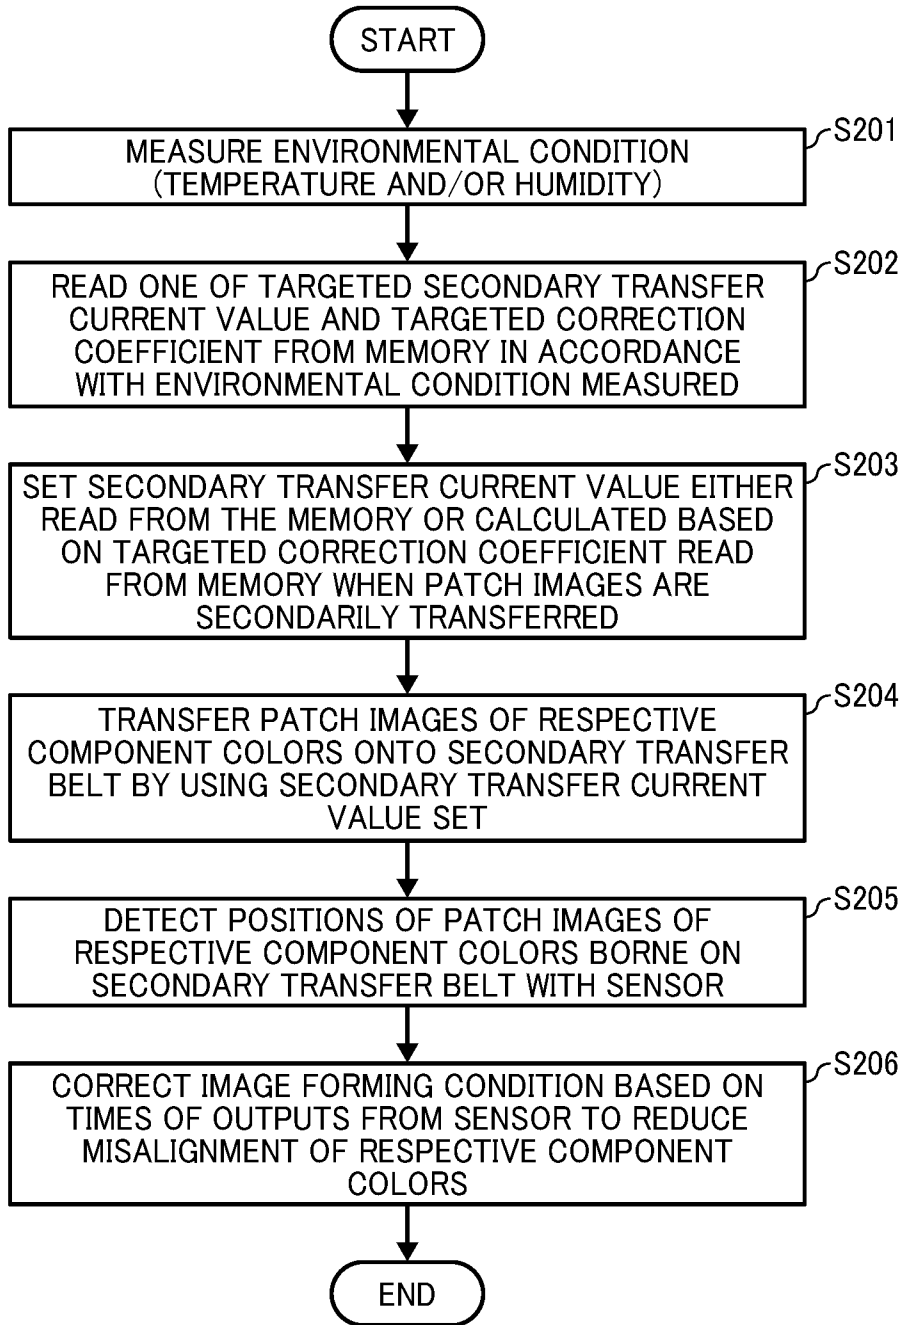 START
S201
MEASURE ENVIRONMENTAL CONDITION
(TEMPERATURE AND/OR HUMIDITY)
S202
READ ONE OF TARGETED SECONDARY TRANSFER
CURRENT VALUE AND TARGETED CORRECTION
COEFFICIENT FROM MEMORY IN ACCORDANCE
WITH ENVIRONMENTAL CONDITION MEASURED
S203
SET SECONDARY TRANSFER CURRENT VALUE EITHER
READ FROM THE MEMORY OR CALCULATED BASED
ON TARGETED CORRECTION COEFFICIENT READ
FROM MEMORY WHEN PATCH IMAGES ARE
SECONDARILY TRANSFERRED
S204
TRANSFER PATCH IMAGES OF RESPECTIVE
COMPONENT COLORS ONTO SECONDARY TRANSFER
BELT BY USING SECONDARY TRANSFER CURRENT
VALUE SET
S205
DETECT POSITIONS OF PATCH IMAGES OF
RESPECTIVE COMPONENT COLORS BORNE ON
SECONDARY TRANSFER BELT WITH SENSOR
S206
CORRECT IMAGE FORMING CONDITION BASED ON
TIMES OF OUTPUTS FROM SENSOR TO REDUCE
MISALIGNMENT OF RESPECTIVE COMPONENT
COLORS
END